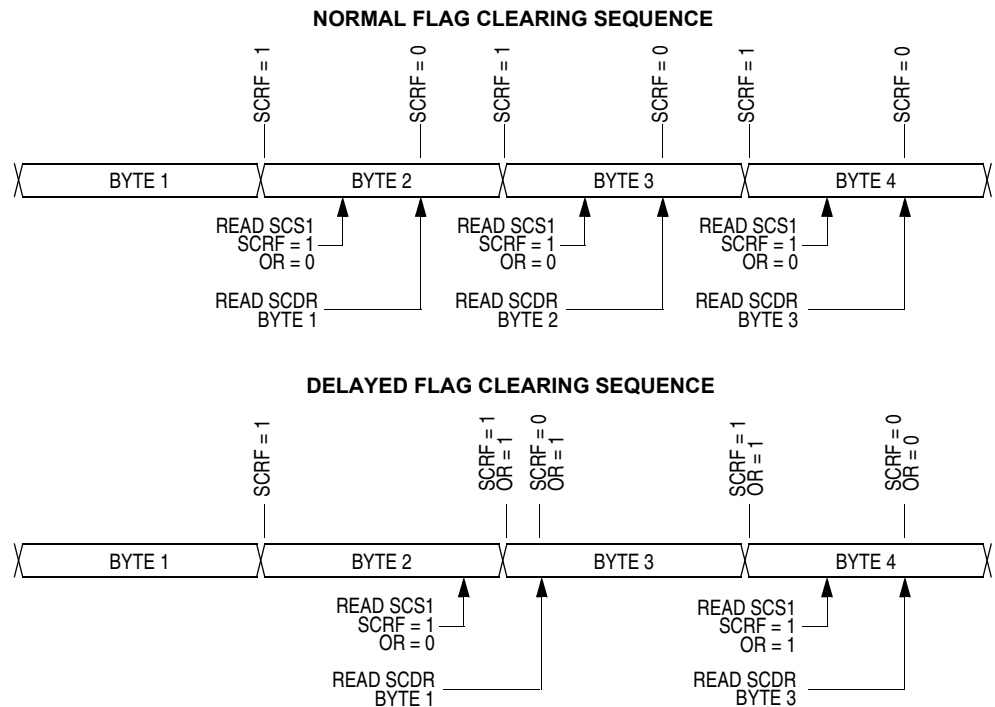 NORMAL FLAG CLEARING SEQUENCE
SCRF = 1
SCRF = 0
SCRF = 1
SCRF = 0
SCRF = 1
SCRF = 0
BYTE 1
BYTE 2
BYTE 3
BYTE 4
READ SCS1
SCRF = 1
OR = 0
READ SCS1
SCRF = 1
OR = 0
READ SCS1
SCRF = 1
OR = 0
READ SCDR
BYTE 1
READ SCDR
BYTE 2
READ SCDR
BYTE 3
DELAYED FLAG CLEARING SEQUENCE
SCRF = 1
SCRF = 1
OR = 1
SCRF = 0
OR = 1
SCRF = 1
OR = 1
SCRF = 0
OR = 0
BYTE 1
BYTE 2
BYTE 3
BYTE 4
READ SCS1
SCRF = 1
OR = 0
READ SCS1
SCRF = 1
OR = 1
READ SCDR
BYTE 1
READ SCDR
BYTE 3